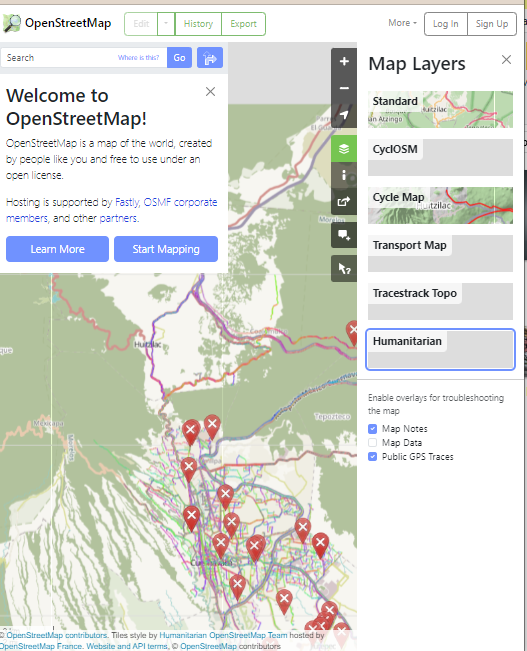 OpenStreetMap
Edit
History
Export
More
Log In
Sign Up
Search
Where is this?
Go
Welcome to
OpenStreetMap!
OpenStreetMap is a map of the world, created
by people like you and free to use under an
open license.
Hosting is supported by Fastly, OSMF corporate
members, and other partners.
Learn More
Start Mapping
Map Layers
Standard
CyclOSM
Cycle Map
Transport Map
Tracestrack Topo
Humanitarian
Enable overlays for troubleshooting
the map
Map Notes
Map Data
Public GPS Traces
Huitzilac
Tepoztco
© OpenStreetMap contributors. Tiles style by Humanitarian OpenStreetMap Team hosted by
OpenStreetMap France. Website and API terms, © OpenStreetMap contributors